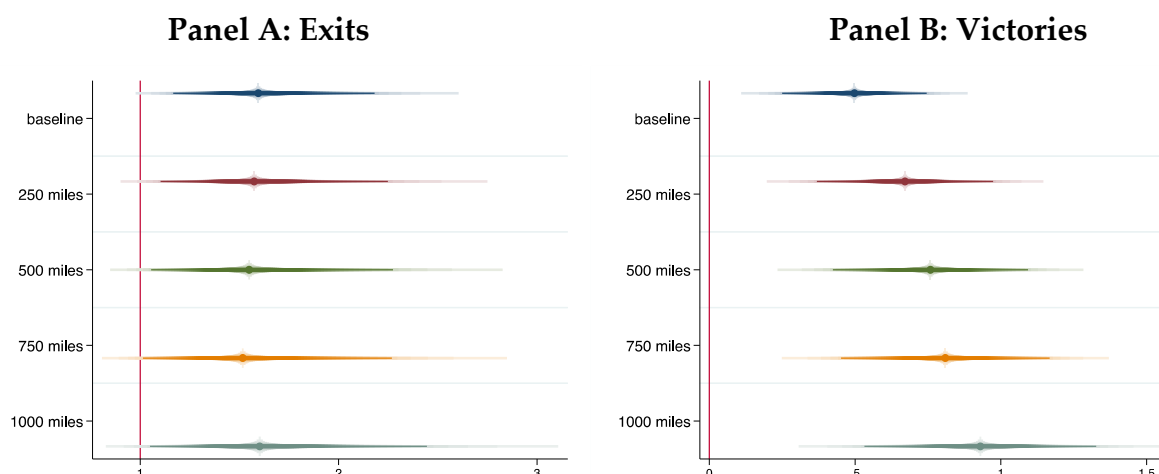 Panel A: Exits
baseline
250 miles
500 miles
750 miles
1000 miles
1 2 3
Panel B: Victories
baseline
250 miles
500 miles
750 miles
1000 miles
0 .5 1 1.5